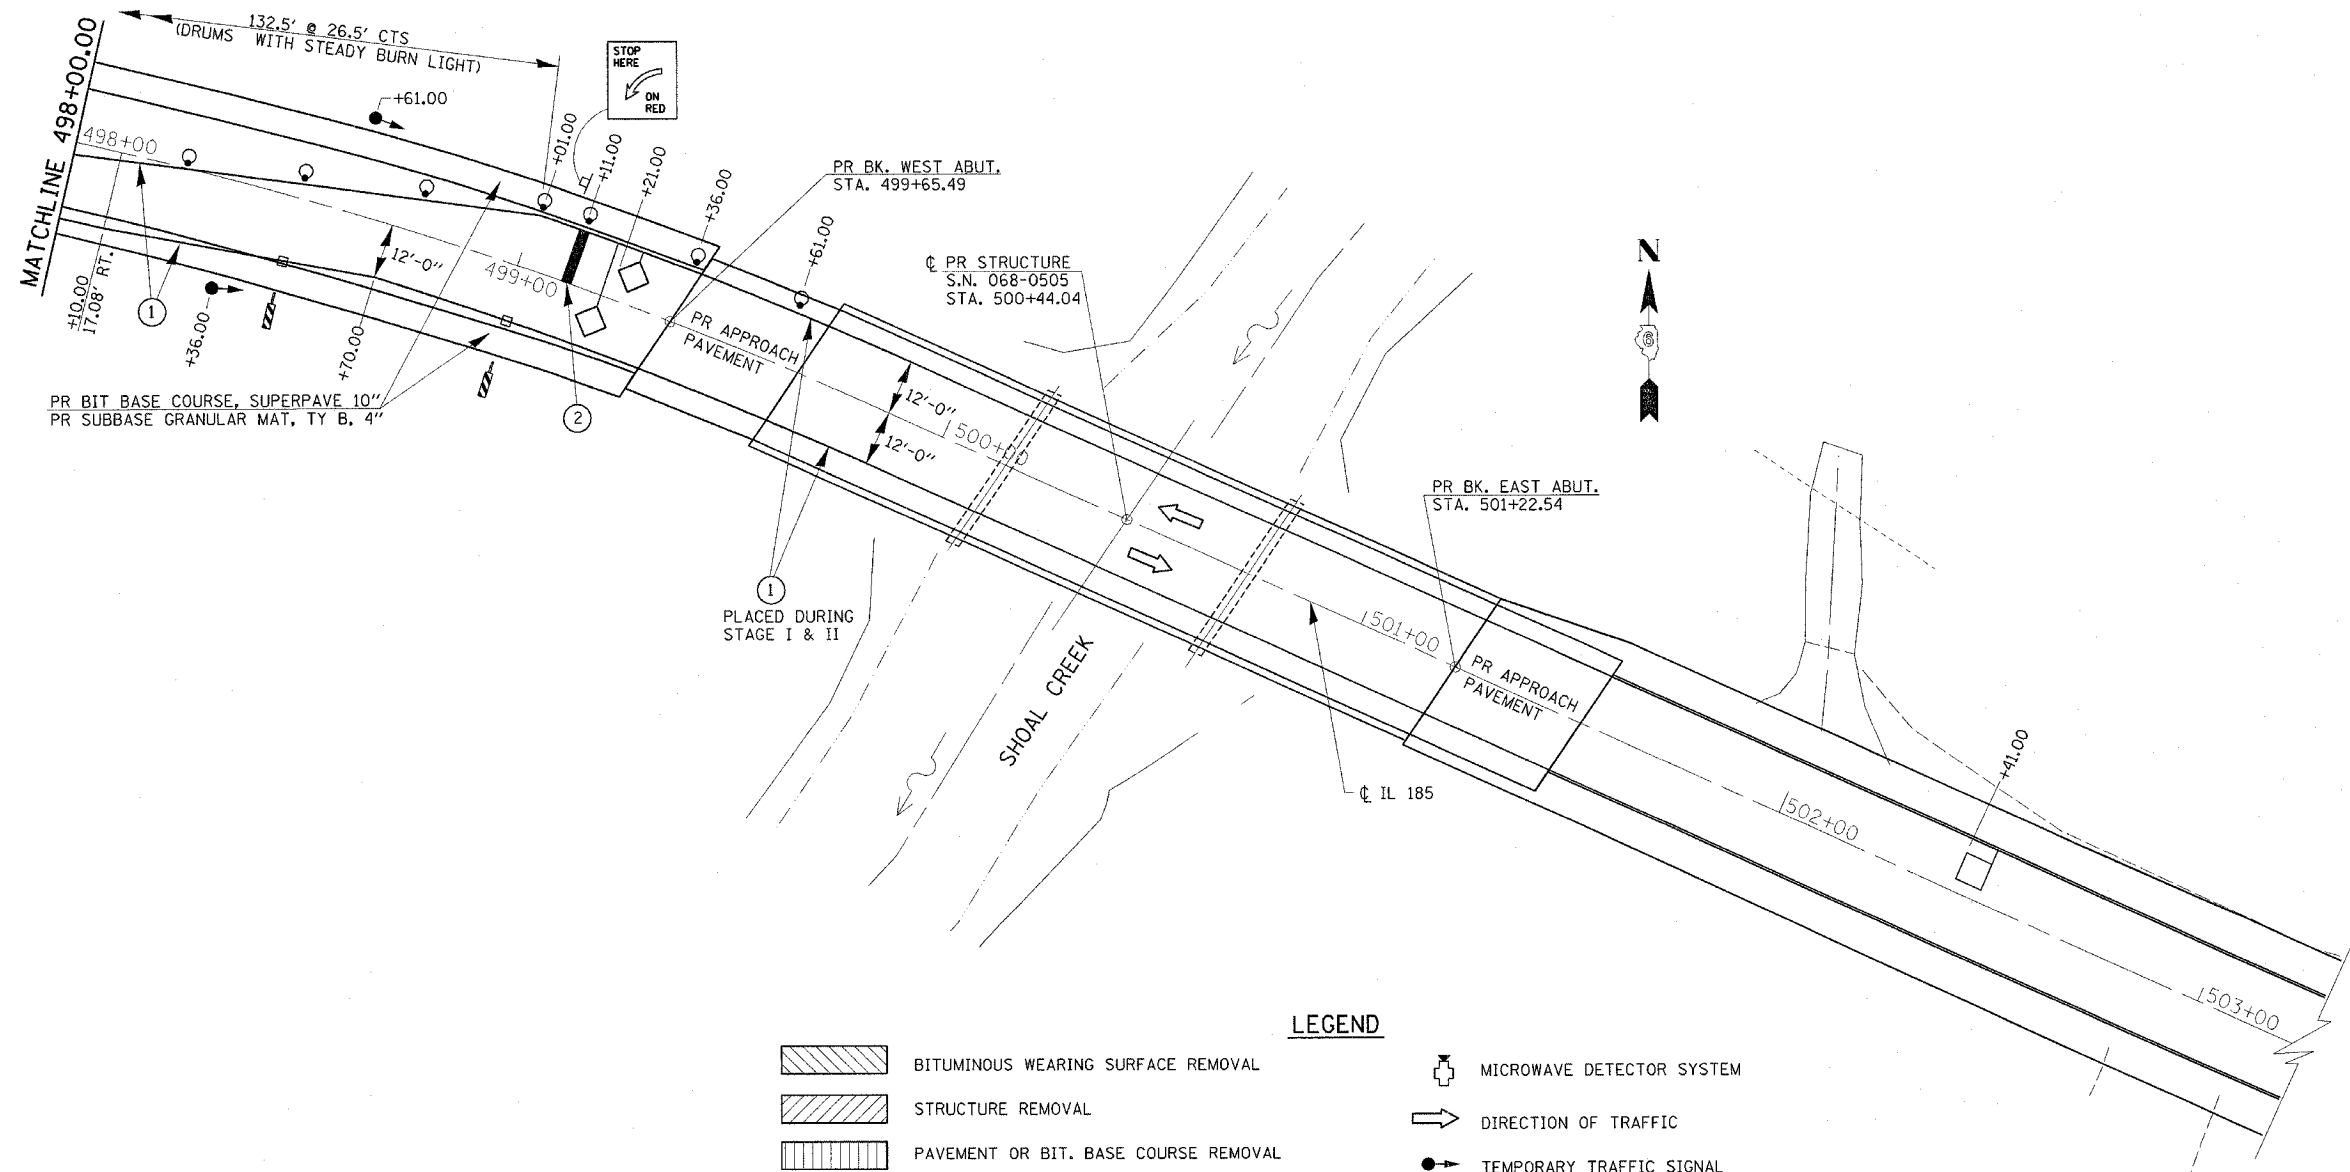 132.5' @ 26.5' CTS
(DRUMS WITH STEADY BURN LIGHT)
MATCHLINE 498+00.00
498+00
+61.00
STOP
HERE
ON
RED
+01.00
+11.00
+21.00
+36.00
+61.00
PR BK. WEST ABUT.
STA. 499+65.49
12'-0"
499+00
+10.00
17.08' RT.
1
+36.00
+70.00
2
PR BIT BASE COURSE, SUPERPAVE 10"
PR SUBBASE GRANULAR MAT, TY B, 4"
PR APPROACH
PAVEMENT
℄ PR STRUCTURE
S.N. 068-0505
STA. 500+44.04
12'-0"
12'-0"
500+00
1
PLACED DURING
STAGE I & II
N
6
PR BK. EAST ABUT.
STA. 501+22.54
501+00
PR APPROACH
PAVEMENT
SHOAL CREEK
℄ IL 185
502+00
+41.00
503+00
LEGEND
BITUMINOUS WEARING SURFACE REMOVAL
STRUCTURE REMOVAL
PAVEMENT OR BIT. BASE COURSE REMOVAL
MICROWAVE DETECTOR SYSTEM
DIRECTION OF TRAFFIC
TEMPORARY TRAFFIC SIGNAL